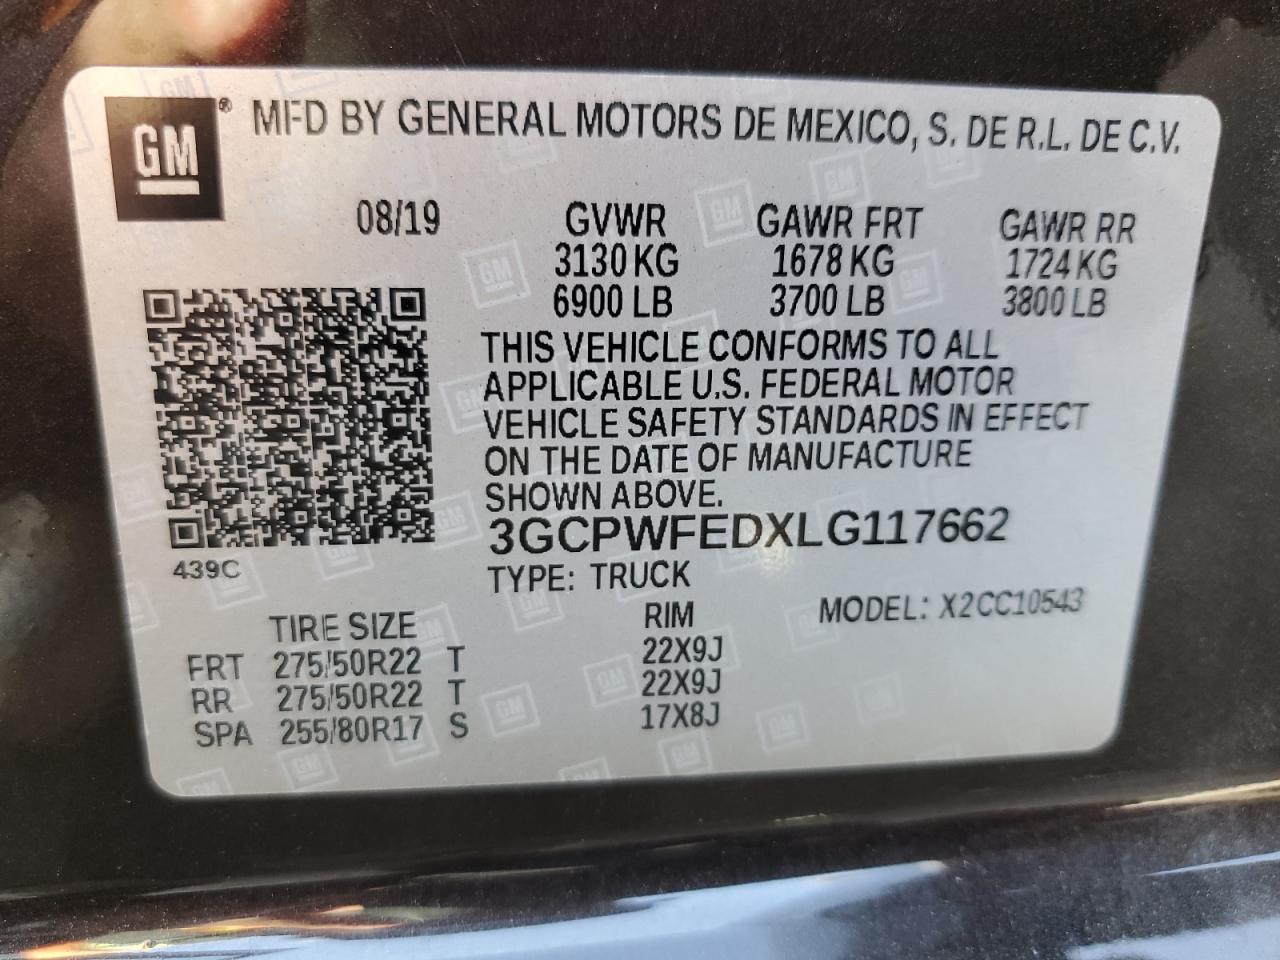 GM® MFD BY GENERAL MOTORS DE MEXICO, S. DE R.L. DE C.V.
08/19 GVWR GAWR FRT GAWR RR
3130 KG 1678 KG 1724 KG
6900 LB 3700 LB 3800 LB
THIS VEHICLE CONFORMS TO ALL
APPLICABLE U.S. FEDERAL MOTOR
VEHICLE SAFETY STANDARDS IN EFFECT
ON THE DATE OF MANUFACTURE
SHOWN ABOVE.
3GCPWFEDXLG117662
439C
TYPE: TRUCK
MODEL: X2CC10543
TIRE SIZE RIM
FRT 275/50R22 T 22X9J
RR 275/50R22 T 22X9J
SPA 255/80R17 S 17X8J